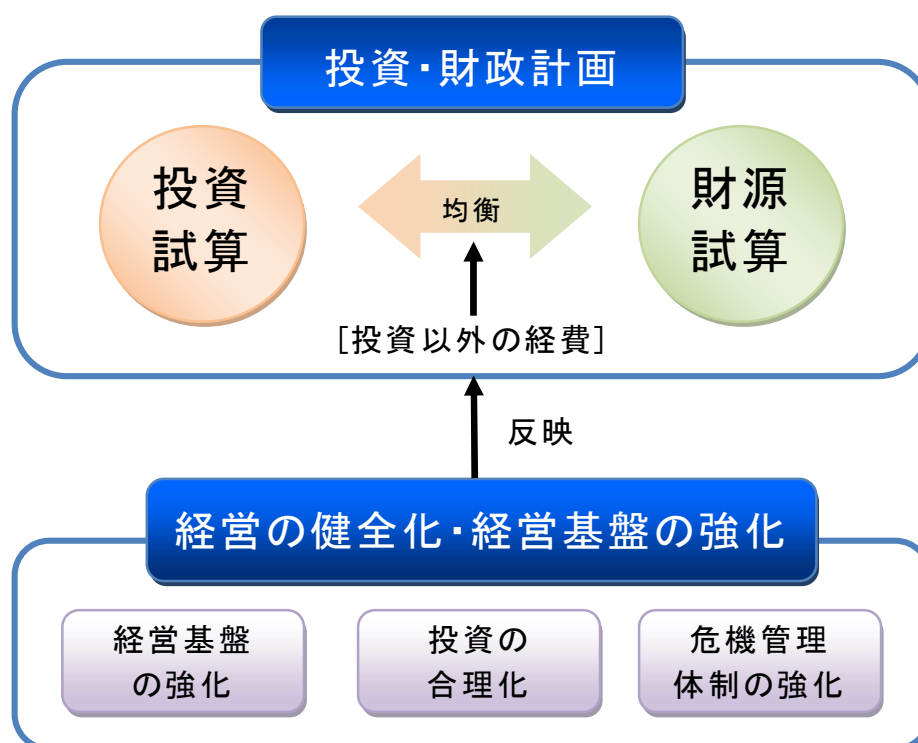 投資・財政計画
投資
試算
均衡
財源
試算
[投資以外の経費]
反映
経営の健全化・経営基盤の強化
経営基盤
の強化
投資の
合理化
危機管理
体制の強化